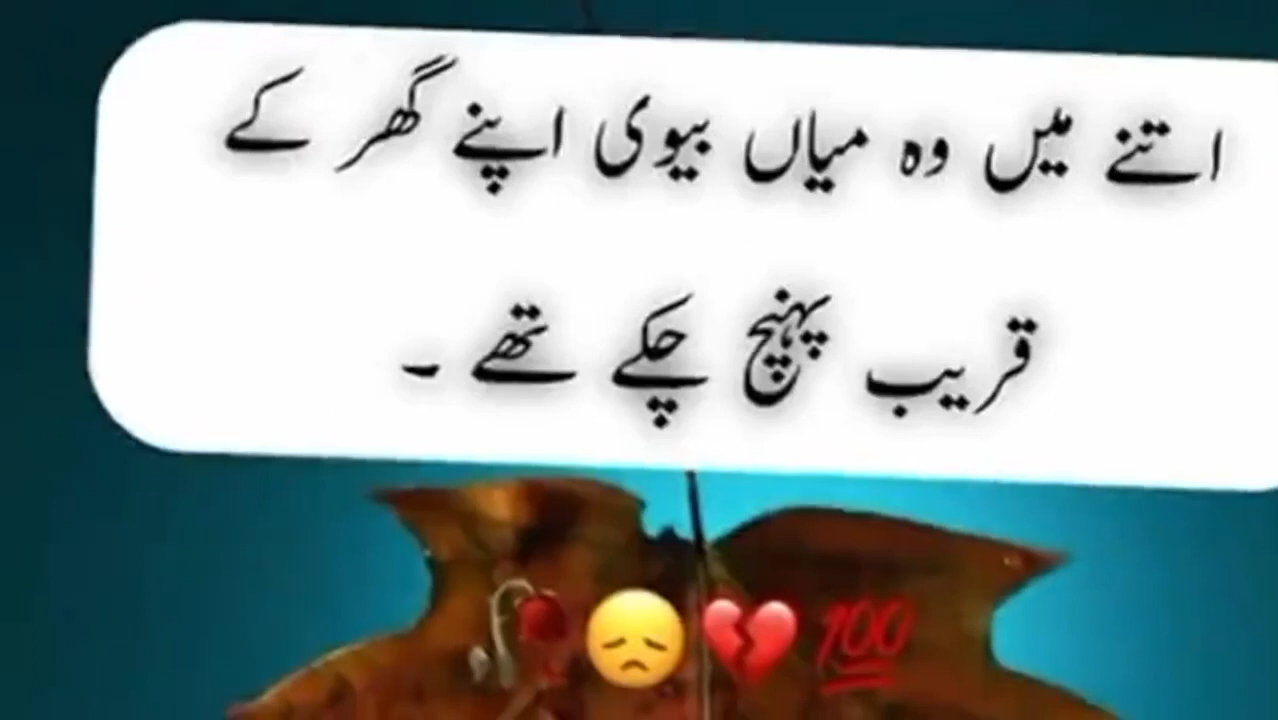 اتنے میں وہ میاں بیوی اپنے گھر کے
قریب پہنچ چکے تھے ۔
🥀😞💔💯